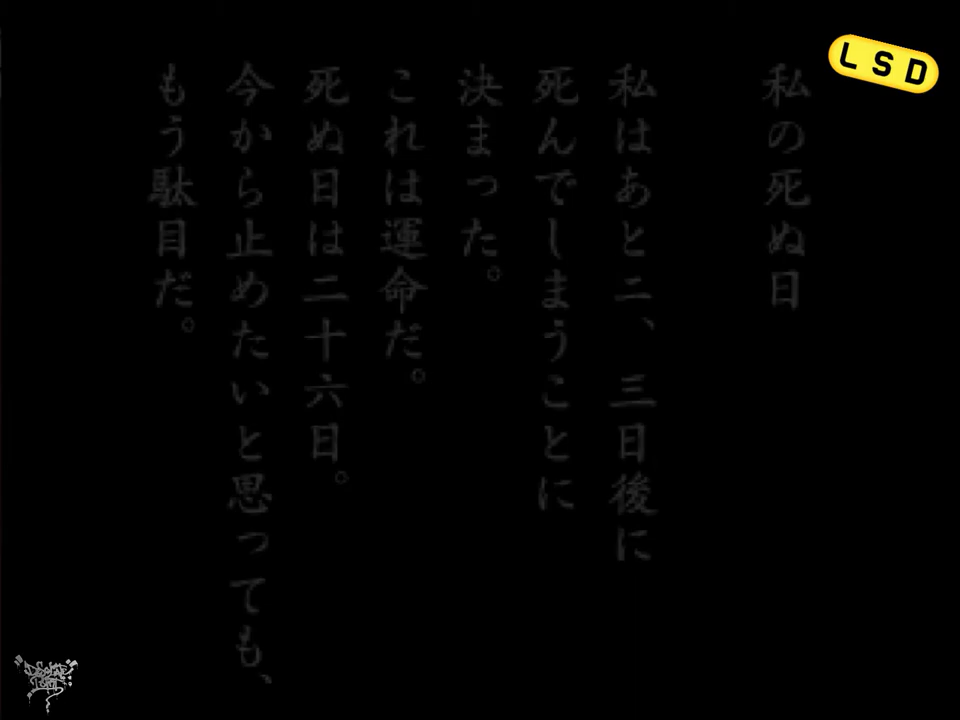 私の死ぬ日
私はあと二、三日後に
死んでしまうことに
決まった。
これは運命だ。
死ぬ日は二十六日。
今から止めたいと思っても、
もう駄目だ。
LSD